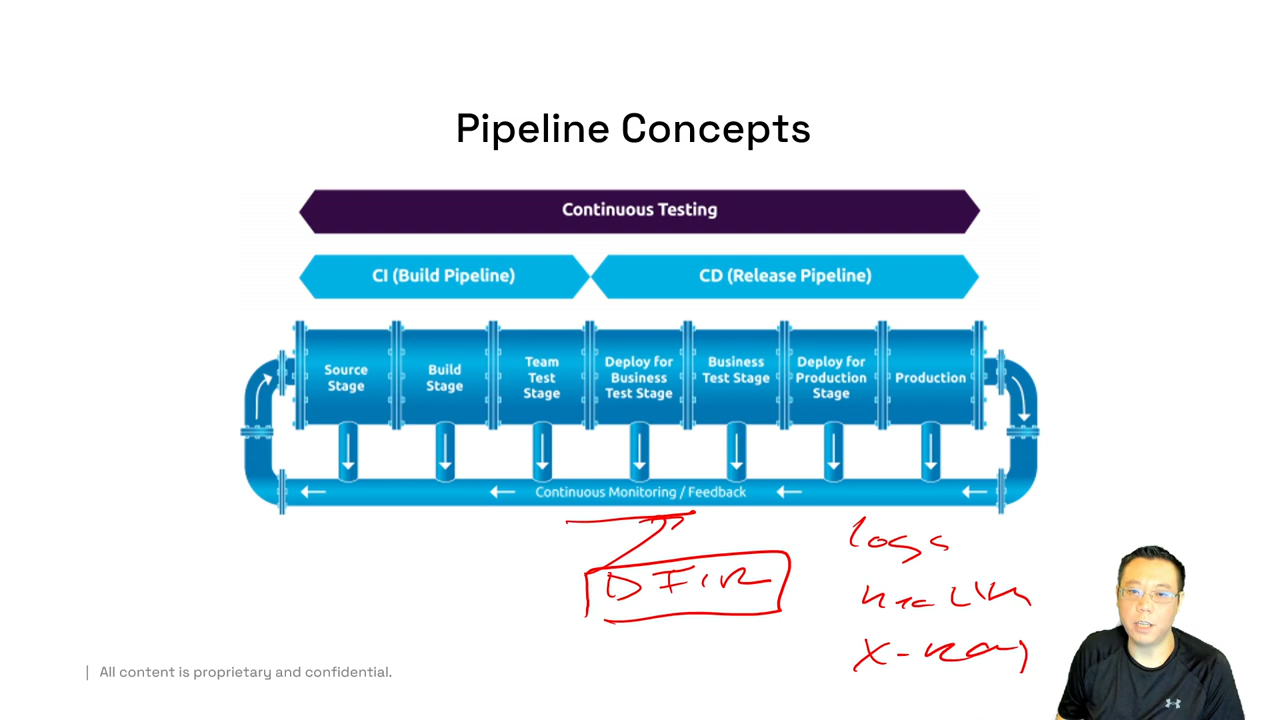 Pipeline Concepts
Continuous Testing
CI (Build Pipeline)
CD (Release Pipeline)
Source
Stage
Build
Stage
Team
Test
Stage
Deploy for
Business
Test Stage
Business
Test Stage
Deploy for
Production
Stage
Production
Continuous Monitoring / Feedback
DFIR
logs
health
X-Ray
| All content is proprietary and confidential.